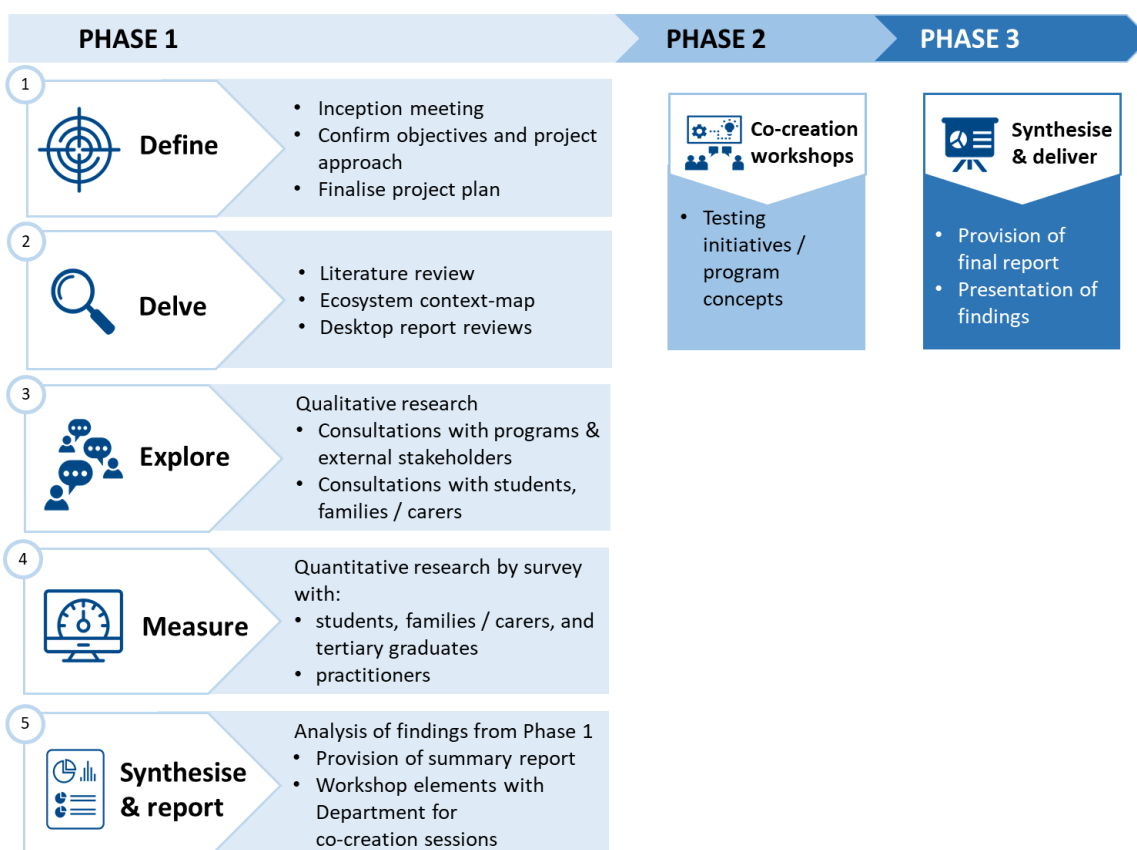 PHASE 1
PHASE 2
PHASE 3
1
Define
• Inception meeting
• Confirm objectives and project
approach
• Finalise project plan
2
Delve
• Literature review
• Ecosystem context-map
• Desktop report reviews
3
Explore
Qualitative research
• Consultations with programs &
external stakeholders
• Consultations with students,
families / carers
4
Measure
Quantitative research by survey
with:
• students, families / carers, and
tertiary graduates
• practitioners
5
Synthesise
& report
Analysis of findings from Phase 1
• Provision of summary report
• Workshop elements with
Department for
co-creation sessions
Co-creation
workshops
• Testing
initiatives /
program
concepts
Synthesise
& deliver
• Provision of
final report
• Presentation of
findings